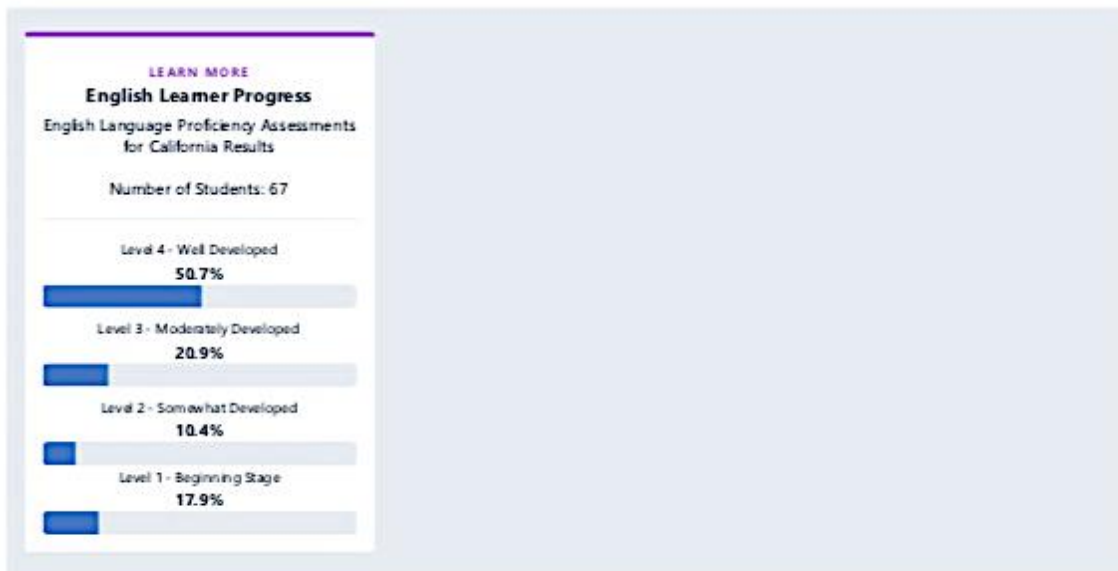 LEARN MORE
English Learner Progress
English Language Proficiency Assessments
for California Results
Number of Students: 67
Level 4 - Well Developed
50.7%
Level 3 - Moderately Developed
20.9%
Level 2 - Somewhat Developed
10.4%
Level 1 - Beginning Stage
17.9%